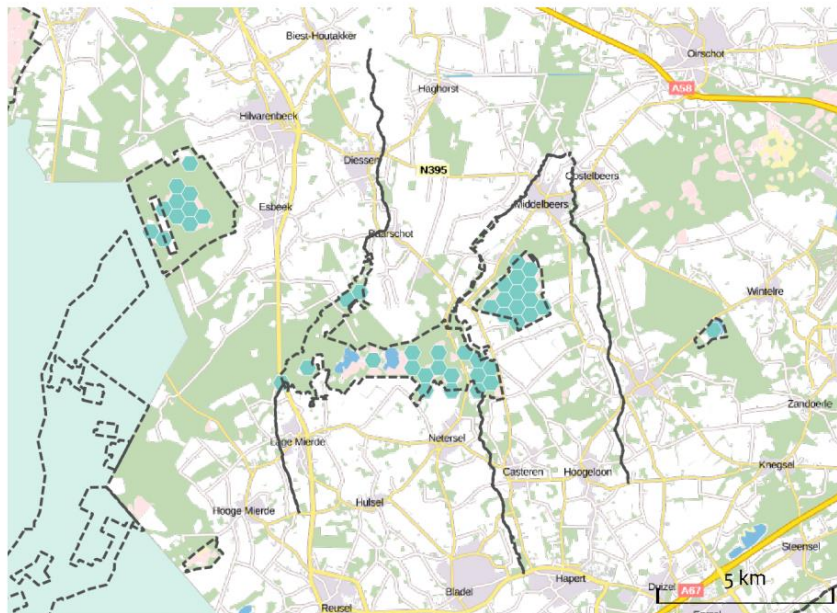 Biest-Houtakker
Oirschot
Haghorst
A58
Hilvarenbeek
Diessen
N395
Oostelbeers
Esbeek
Middelbeers
Baarschot
Wintelre
Zandoerle
Lage Mierde
Netersel
Casteren
Hoogeloon
Knegsel
Hulsel
Hooge Mierde
Steensel
Bladel
Hapert
Duizel
A67
5 km
Reusel